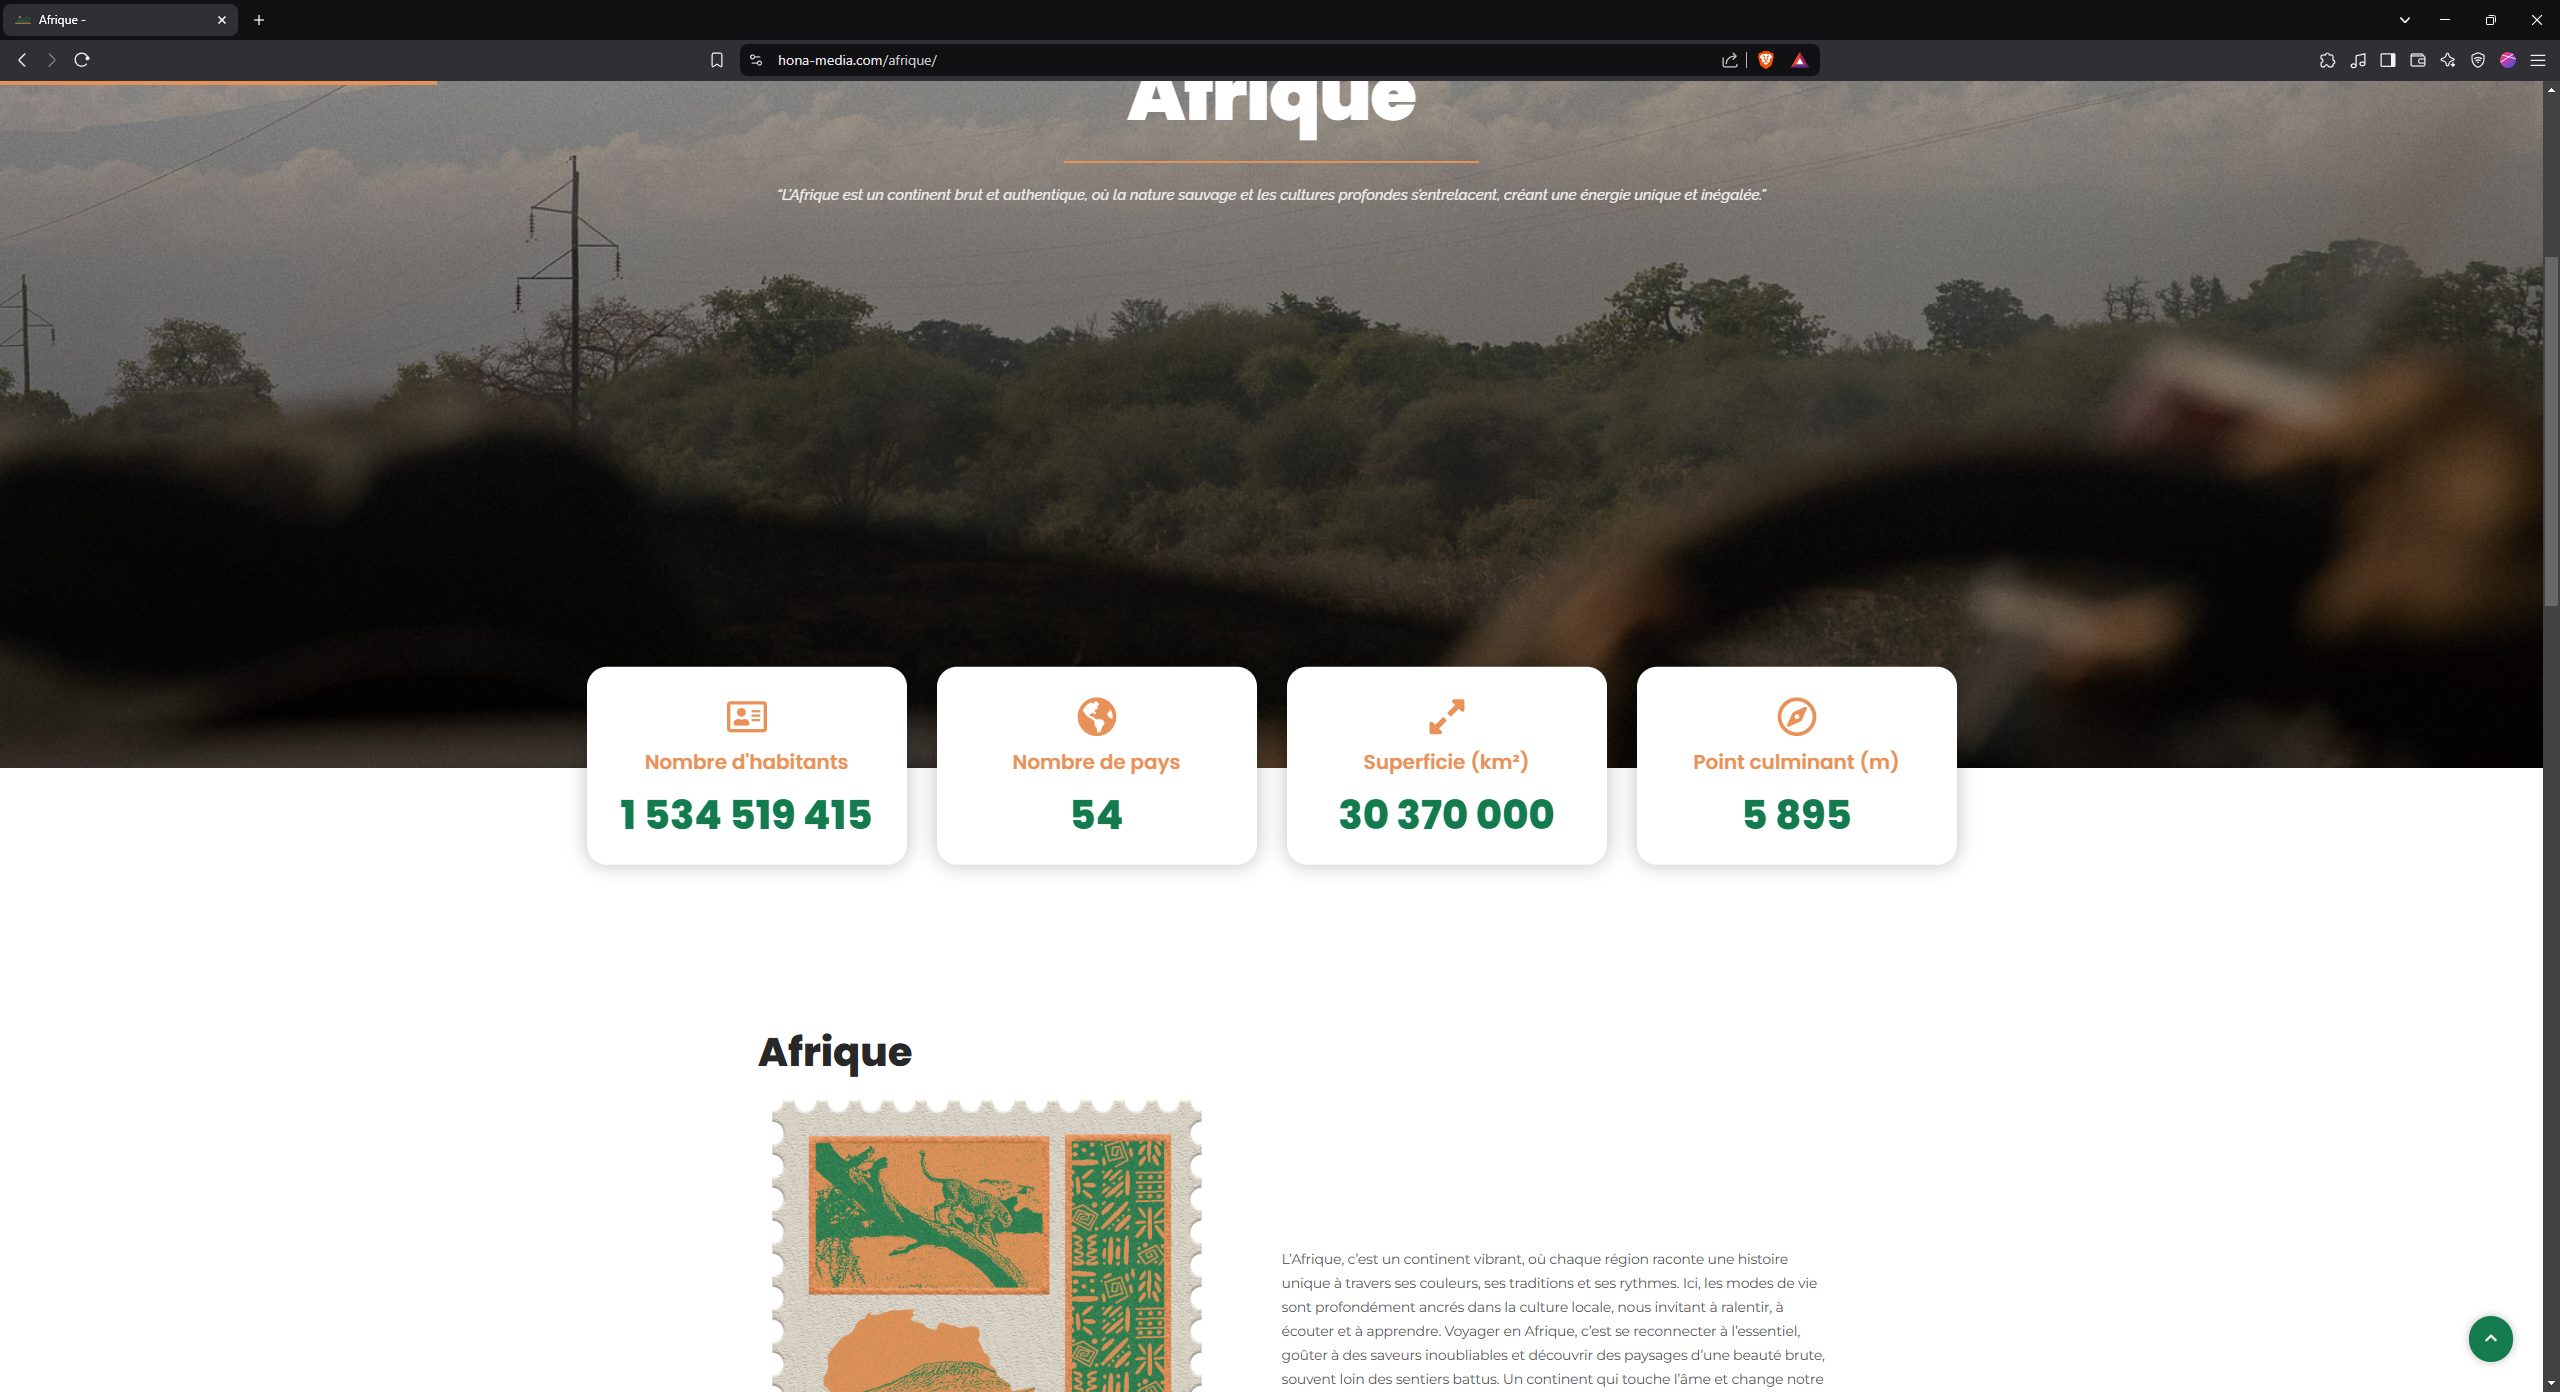 Afrique -
hona-media.com/afrique/
Afrique
"L'Afrique est un continent brut et authentique, où la nature sauvage et les cultures profondes s'entrelacent, créant une énergie unique et inégalée."
Nombre d'habitants
1 534 519 415
Nombre de pays
54
Superficie (km²)
30 370 000
Point culminant (m)
5 895
Afrique
L'Afrique, c'est un continent vibrant, où chaque région raconte une histoire
unique à travers ses couleurs, ses traditions et ses rythmes. Ici, les modes de vie
sont profondément ancrés dans la culture locale, nous invitant à ralentir, à
écouter et à apprendre. Voyager en Afrique, c'est se reconnecter à l'essentiel,
goûter à des saveurs inoubliables et découvrir des paysages d'une beauté brute,
souvent loin des sentiers battus. Un continent qui touche l'âme et change notre